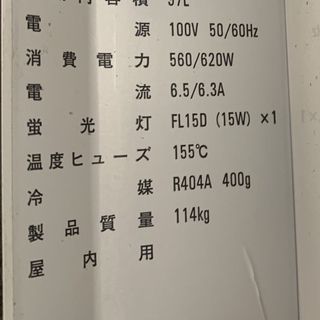 電源 100V 50/60Hz
消費電力 560/620W
電流 6.5/6.3A
蛍光灯 FL15D (15W) ×1
温度ヒューズ 155℃
冷媒 R404A 400g
製品質量 114kg
屋内用